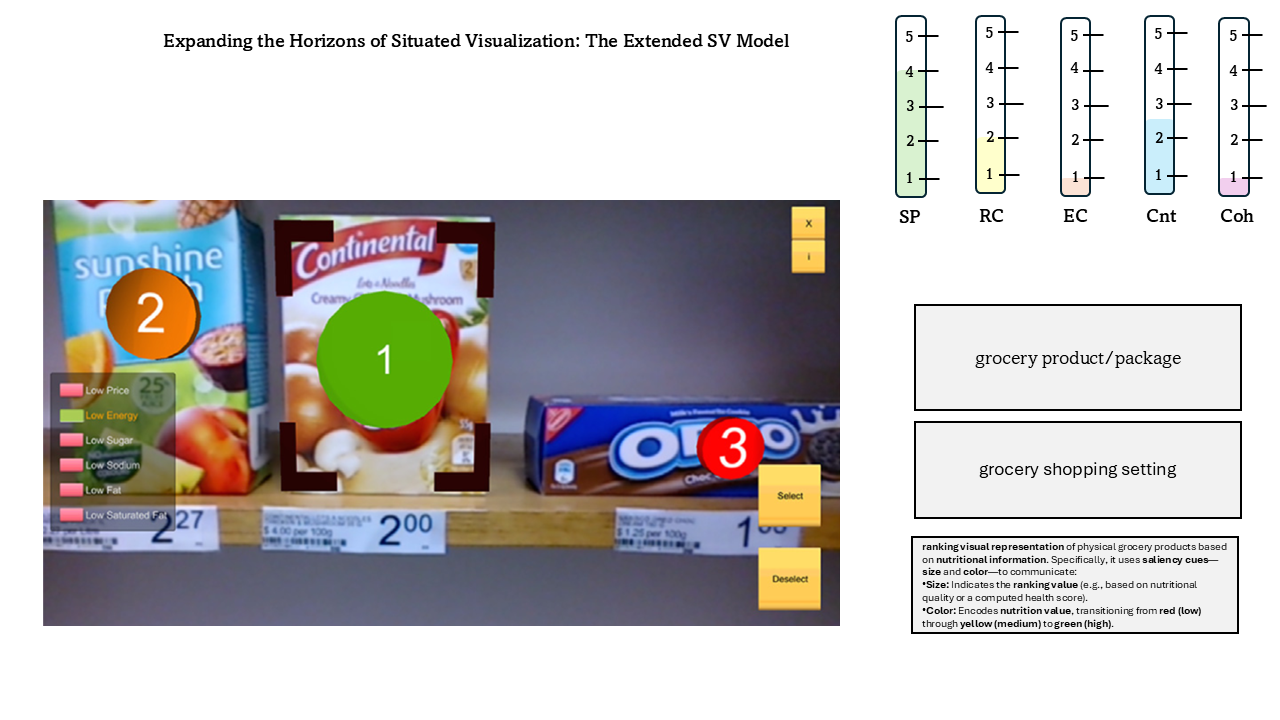 Expanding the Horizons of Situated Visualization: The Extended SV Model
5 5 5 5 5
4 4 4 4 4
3 3 3 3 3
2 2 2 2 2
1 1 1 1 1
SP RC EC Cnt Coh
sunshine
2
25%
Low Price
Low Energy
Low Sugar
Low Sodium
Low Fat
Low Saturated Fat
Continental
2
Creamy
Mushroom
1
55g
X
i
OREO
3
Select
Deselect
2 27
$ 4.00 per 100g
2 00
$ 1.25 per 100g
1
grocery product/package
grocery shopping setting
ranking visual representation of physical grocery products based
on nutritional information. Specifically, it uses saliency cues—
size and color—to communicate:
•Size: Indicates the ranking value (e.g., based on nutritional
quality or a computed health score).
•Color: Encodes nutrition value, transitioning from red (low)
through yellow (medium) to green (high).